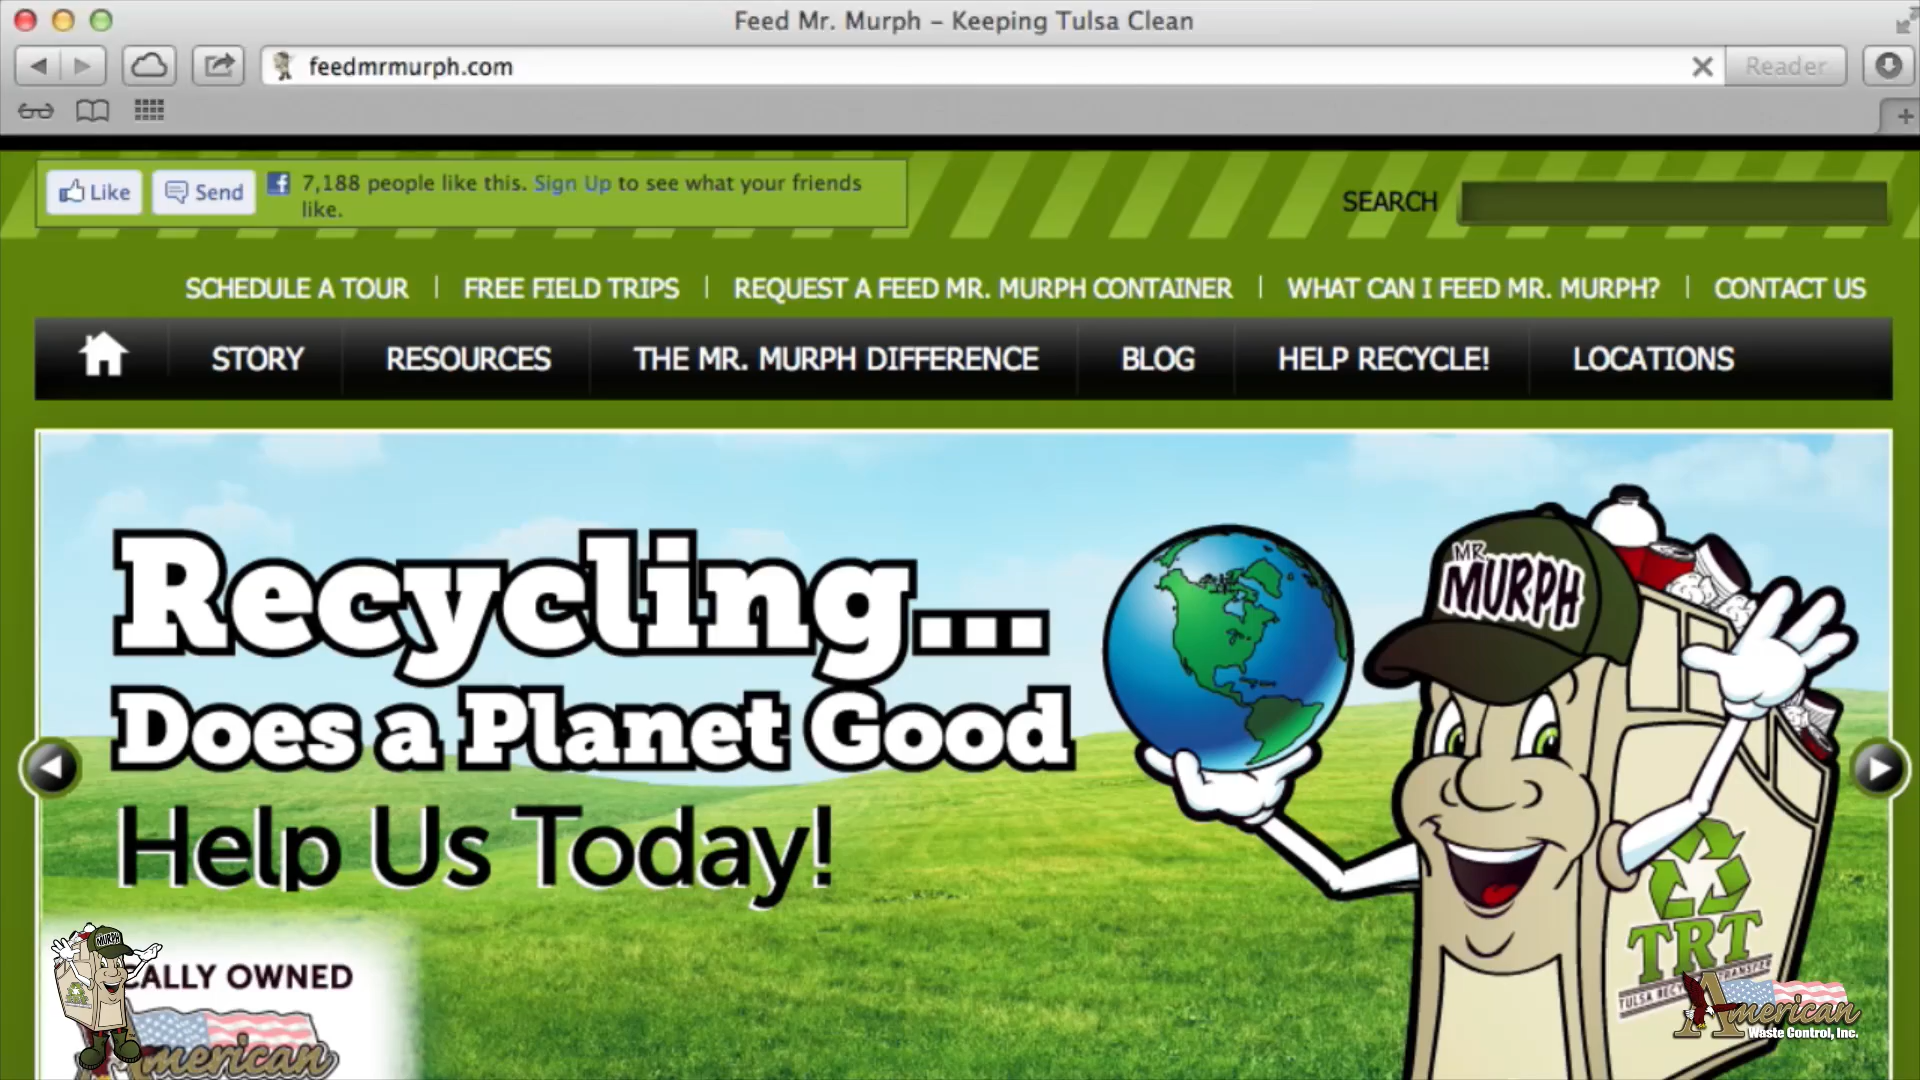 Feed Mr. Murph – Keeping Tulsa Clean
feedmrmurph.com
Reader
Like
Send
7,188 people like this. Sign Up to see what your friends
like.
SEARCH
SCHEDULE A TOUR
FREE FIELD TRIPS
REQUEST A FEED MR. MURPH CONTAINER
WHAT CAN I FEED MR. MURPH?
CONTACT US
STORY
RESOURCES
THE MR. MURPH DIFFERENCE
BLOG
HELP RECYCLE!
LOCATIONS
Recycling...
Does a Planet Good
Help Us Today!
MR.
MURPH
TRT
MURPH
OWNED
American
American
Waste Control, Inc.